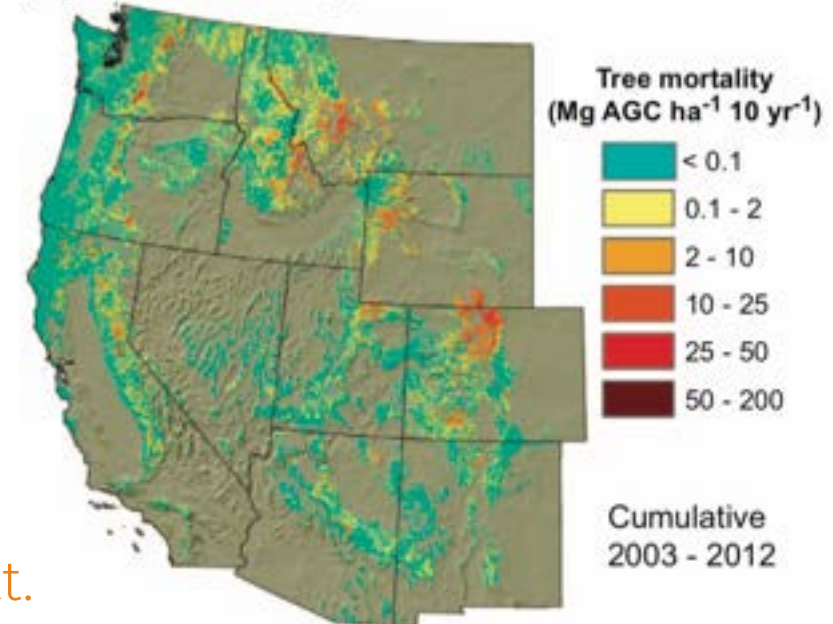 Tree mortality
(Mg AGC ha⁻¹ 10 yr⁻¹)
< 0.1
0.1 - 2
2 - 10
10 - 25
25 - 50
50 - 200
Cumulative
2003 - 2012